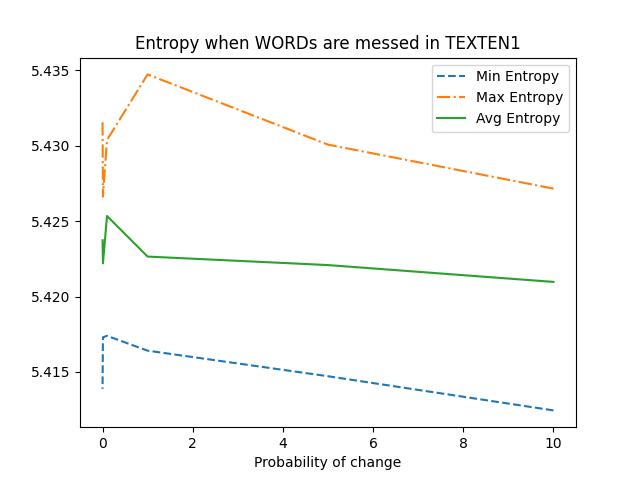 Entropy when WORDs are messed in TEXTEN1
Min Entropy
Max Entropy
Avg Entropy
5.435
5.430
5.425
5.420
5.415
0 2 4 6 8 10
Probability of change